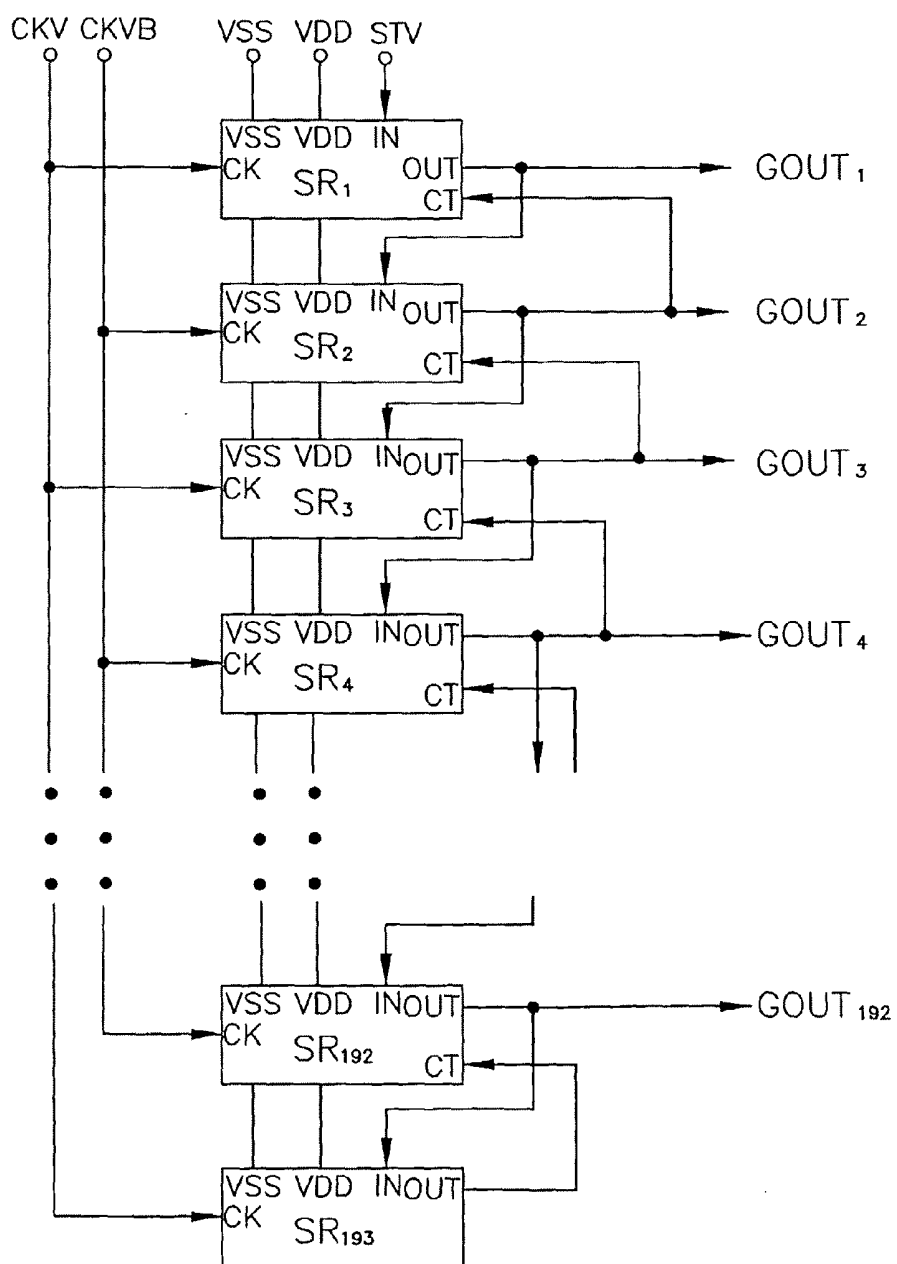 CKV CKVB VSS VDD STV
VSS VDD IN
CK SR₁ OUT GOUT₁
CT
VSS VDD IN OUT GOUT₂
CK SR₂
CT
VSS VDD IN OUT GOUT₃
CK SR₃
CT
VSS VDD IN OUT GOUT₄
CK SR₄
CT
VSS VDD IN OUT GOUT₁₉₂
CK SR₁₉₂
CT
VSS VDD IN OUT
CK SR₁₉₃